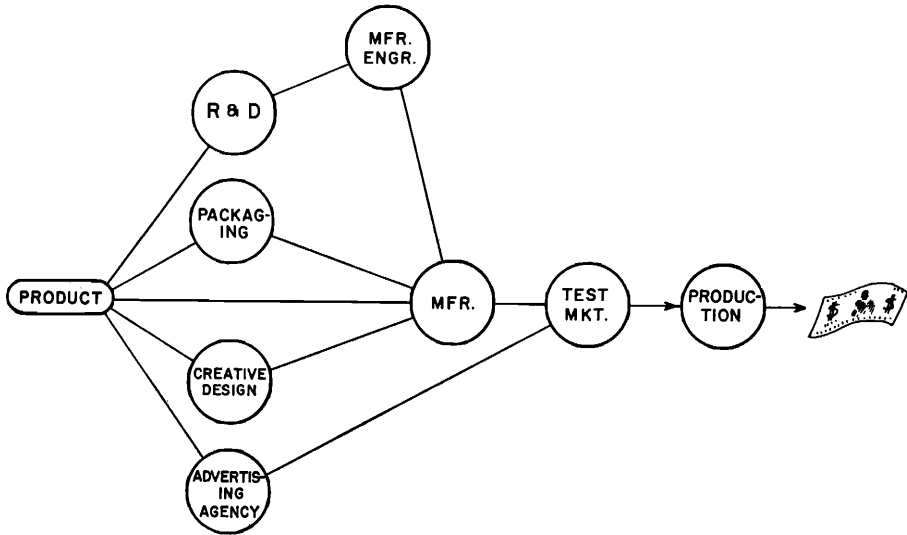 MFR.
ENGR.
R & D
PACKAG-
ING
PRODUCT
MFR.
TEST
MKT.
PRODUC-
TION
$ $
CREATIVE
DESIGN
ADVERTIS-
ING
AGENCY